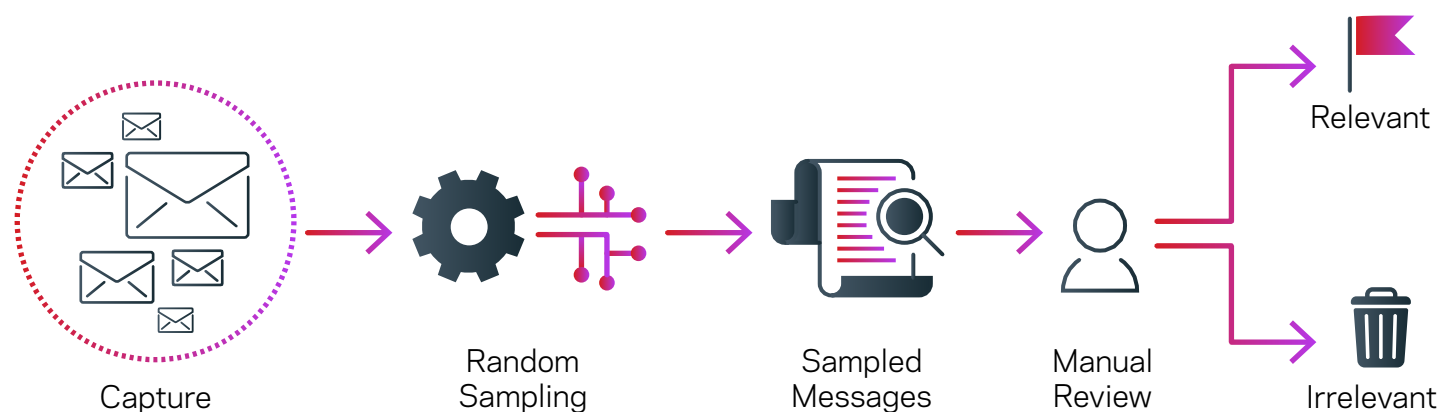 Capture
Random
Sampling
Sampled
Messages
Manual
Review
Relevant
Irrelevant